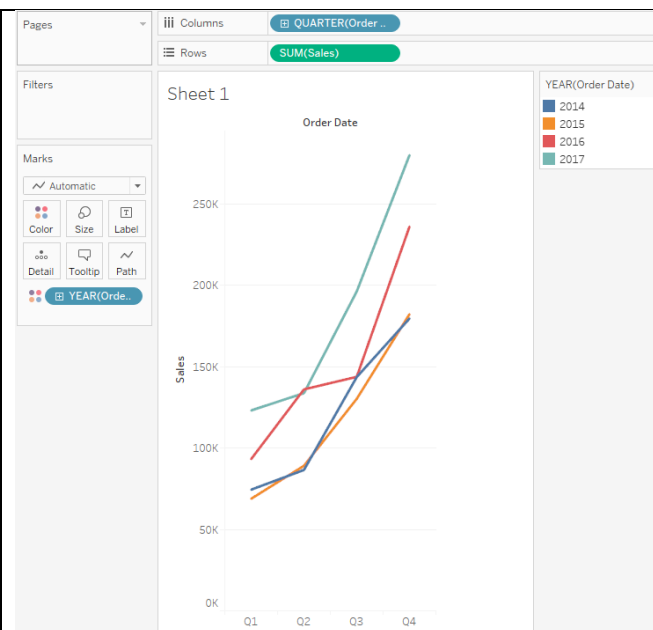 Pages
Columns
QUARTER(Order ..
Rows
SUM(Sales)
Filters
Marks
Automatic
Color
Size
Label
Detail
Tooltip
Path
YEAR(Orde..
Sheet 1
Order Date
Sales
250K
200K
150K
100K
50K
0K
Q1
Q2
Q3
Q4
YEAR(Order Date)
2014
2015
2016
2017